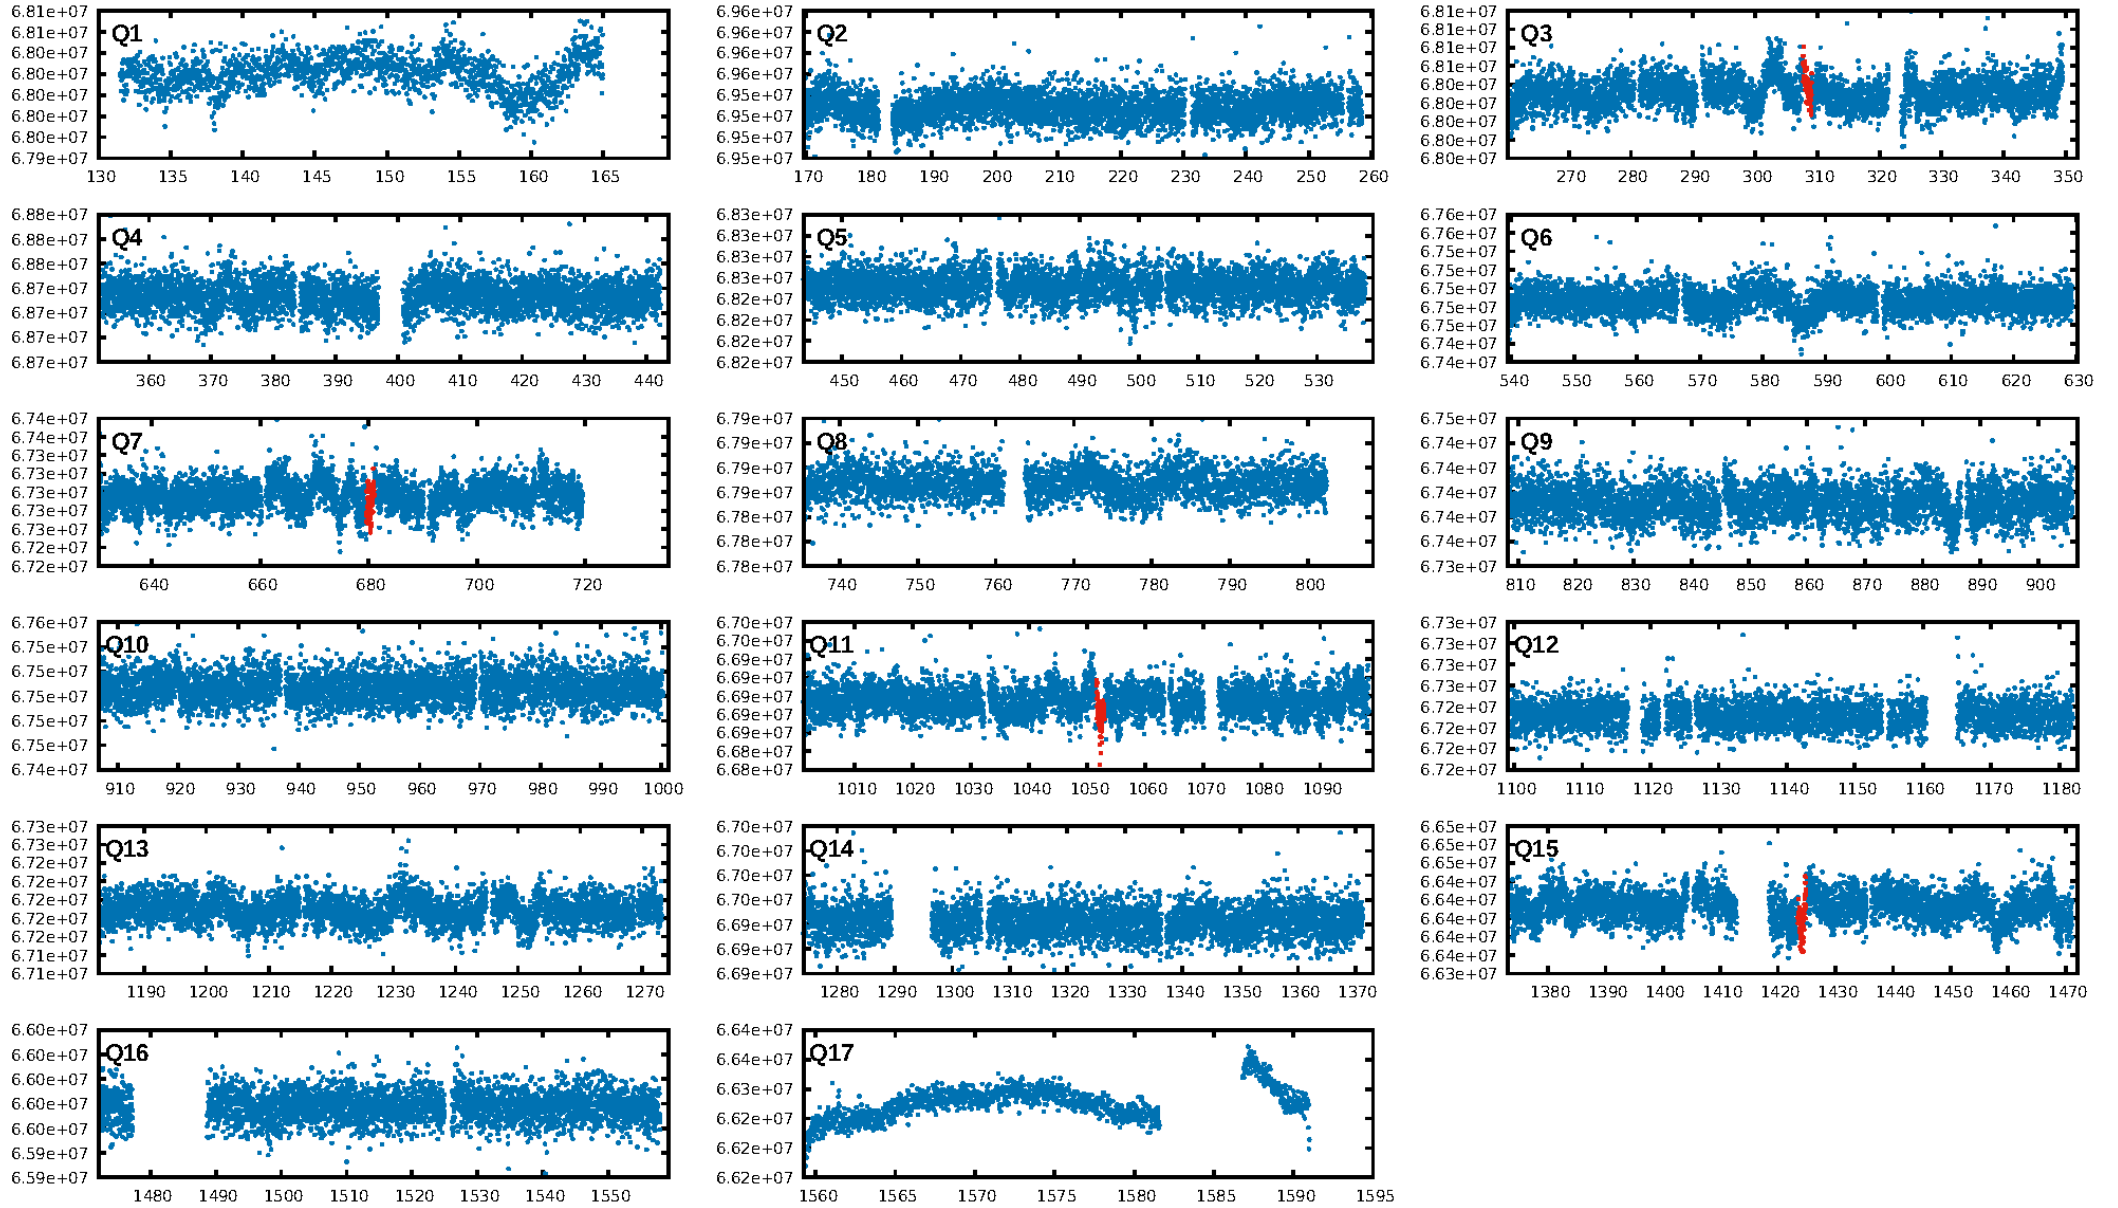 6.81e+07 6.80e+07 6.80e+07 6.80e+07 6.80e+07 6.80e+07 6.80e+07 6.79e+07
Q1
130 135 140 145 150 155 160 165
6.96e+07 6.96e+07 6.96e+07 6.96e+07 6.95e+07 6.95e+07 6.95e+07 6.95e+07
Q2
170 180 190 200 210 220 230 240 250 260
6.81e+07 6.81e+07 6.81e+07 6.81e+07 6.80e+07 6.80e+07 6.80e+07 6.80e+07 6.80e+07
Q3
270 280 290 300 310 320 330 340 350
6.88e+07 6.88e+07 6.88e+07 6.87e+07 6.87e+07 6.87e+07 6.87e+07
Q4
360 370 380 390 400 410 420 430 440
6.83e+07 6.83e+07 6.83e+07 6.83e+07 6.82e+07 6.82e+07 6.82e+07 6.82e+07
Q5
450 460 470 480 490 500 510 520 530
6.76e+07 6.76e+07 6.75e+07 6.75e+07 6.75e+07 6.75e+07 6.75e+07 6.74e+07 6.74e+07
Q6
540 550 560 570 580 590 600 610 620 630
6.74e+07 6.74e+07 6.73e+07 6.73e+07 6.73e+07 6.73e+07 6.73e+07 6.72e+07 6.72e+07
Q7
640 660 680 700 720
6.79e+07 6.79e+07 6.79e+07 6.79e+07 6.78e+07 6.78e+07 6.78e+07
Q8
740 750 760 770 780 790 800
6.75e+07 6.74e+07 6.74e+07 6.74e+07 6.74e+07 6.74e+07 6.73e+07
Q9
810 820 830 840 850 860 870 880 890 900
6.76e+07 6.75e+07 6.75e+07 6.75e+07 6.75e+07 6.75e+07 6.74e+07
Q10
910 920 930 940 950 960 970 980 990 1000
6.70e+07 6.70e+07 6.69e+07 6.69e+07 6.69e+07 6.69e+07 6.69e+07 6.68e+07 6.68e+07
Q11
1010 1020 1030 1040 1050 1060 1070 1080 1090
6.73e+07 6.73e+07 6.73e+07 6.73e+07 6.72e+07 6.72e+07 6.72e+07 6.72e+07
Q12
1100 1110 1120 1130 1140 1150 1160 1170 1180
6.73e+07 6.73e+07 6.72e+07 6.72e+07 6.72e+07 6.72e+07 6.72e+07 6.71e+07 6.71e+07
Q13
1190 1200 1210 1220 1230 1240 1250 1260 1270
6.70e+07 6.70e+07 6.70e+07 6.70e+07 6.69e+07 6.69e+07 6.69e+07
Q14
1280 1290 1300 1310 1320 1330 1340 1350 1360 1370
6.65e+07 6.65e+07 6.65e+07 6.64e+07 6.64e+07 6.64e+07 6.64e+07 6.64e+07 6.63e+07
Q15
1380 1390 1400 1410 1420 1430 1440 1450 1460 1470
6.60e+07 6.60e+07 6.60e+07 6.60e+07 6.60e+07 6.59e+07 6.59e+07
Q16
1480 1490 1500 1510 1520 1530 1540 1550
6.64e+07 6.64e+07 6.63e+07 6.62e+07 6.62e+07 6.62e+07
Q17
1560 1565 1570 1575 1580 1585 1590 1595